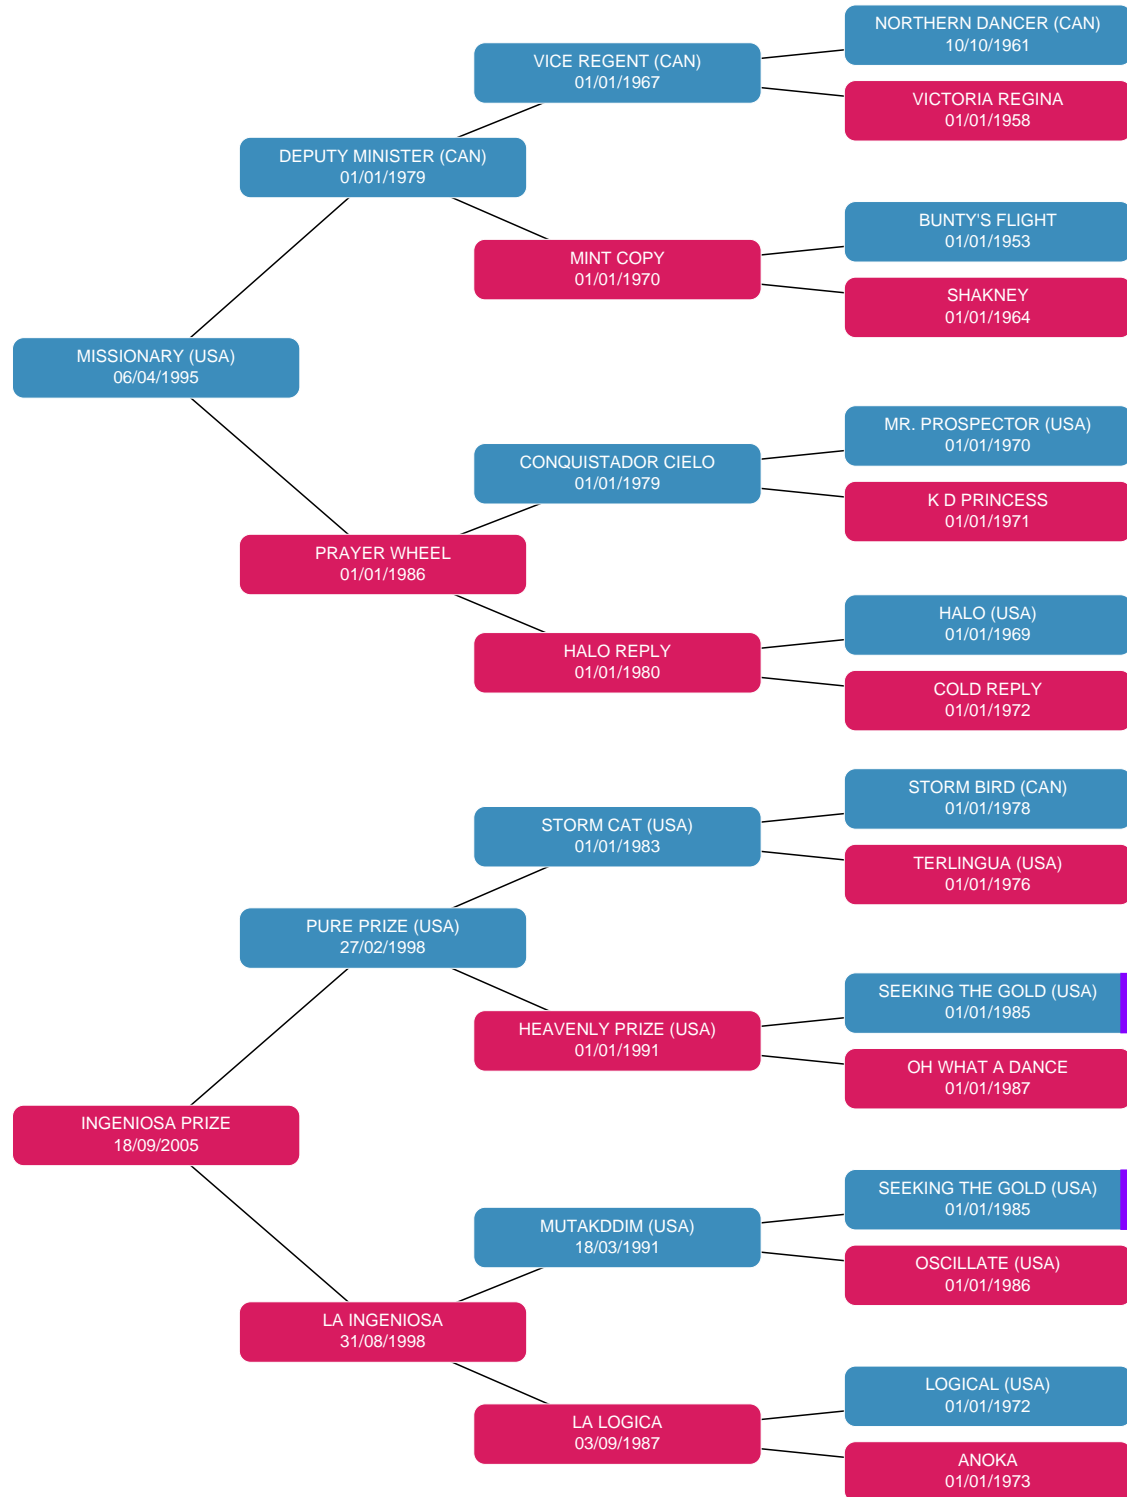 NORTHERN DANCER (CAN)
10/10/1961
VICE REGENT (CAN)
01/01/1967
VICTORIA REGINA
01/01/1958
DEPUTY MINISTER (CAN)
01/01/1979
BUNTY'S FLIGHT
01/01/1953
MINT COPY
01/01/1970
SHAKNEY
01/01/1964
MISSIONARY (USA)
06/04/1995
MR. PROSPECTOR (USA)
01/01/1970
CONQUISTADOR CIELO
01/01/1979
K D PRINCESS
01/01/1971
PRAYER WHEEL
01/01/1986
HALO (USA)
01/01/1969
HALO REPLY
01/01/1980
COLD REPLY
01/01/1972
STORM BIRD (CAN)
01/01/1978
STORM CAT (USA)
01/01/1983
TERLINGUA (USA)
01/01/1976
PURE PRIZE (USA)
27/02/1998
SEEKING THE GOLD (USA)
01/01/1985
HEAVENLY PRIZE (USA)
01/01/1991
OH WHAT A DANCE
01/01/1987
INGENIOSA PRIZE
18/09/2005
SEEKING THE GOLD (USA)
01/01/1985
MUTAKDDIM (USA)
18/03/1991
OSCILLATE (USA)
01/01/1986
LA INGENIOSA
31/08/1998
LOGICAL (USA)
01/01/1972
LA LOGICA
03/09/1987
ANOKA
01/01/1973